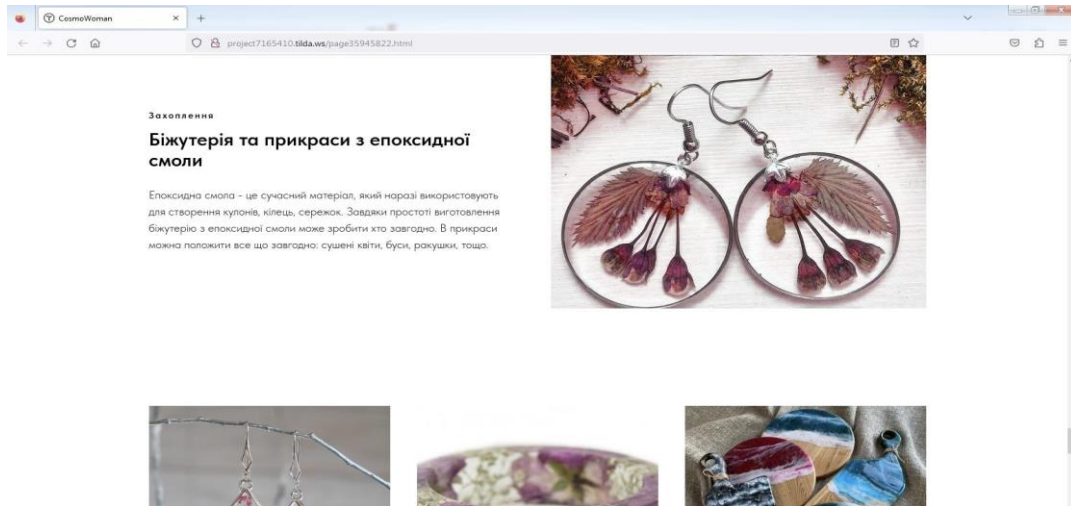 CosmoWoman
project7165410.tilda.ws/page35945822.html
Захоплення
Біжутерія та прикраси з епоксидної
смоли
Епоксидна смола - це сучасний матеріал, який наразі використовують
для створення кулонів, кілець, сережок. Завдяки простоті виготовлення
біжутерію з епоксидної смоли може зробити хто завгодно. В прикраси
можна положити все що завгодно: сушені квіти, буси, ракушки, тощо.